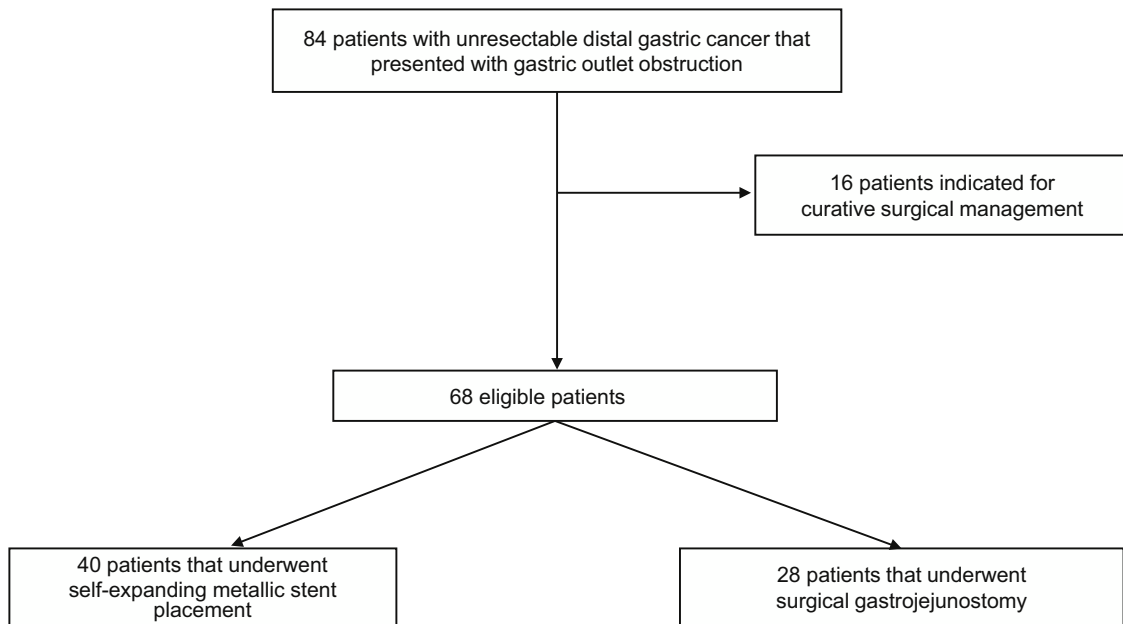 84 patients with unresectable distal gastric cancer that
presented with gastric outlet obstruction
16 patients indicated for
curative surgical management
68 eligible patients
40 patients that underwent
self-expanding metallic stent
placement
28 patients that underwent
surgical gastrojejunostomy